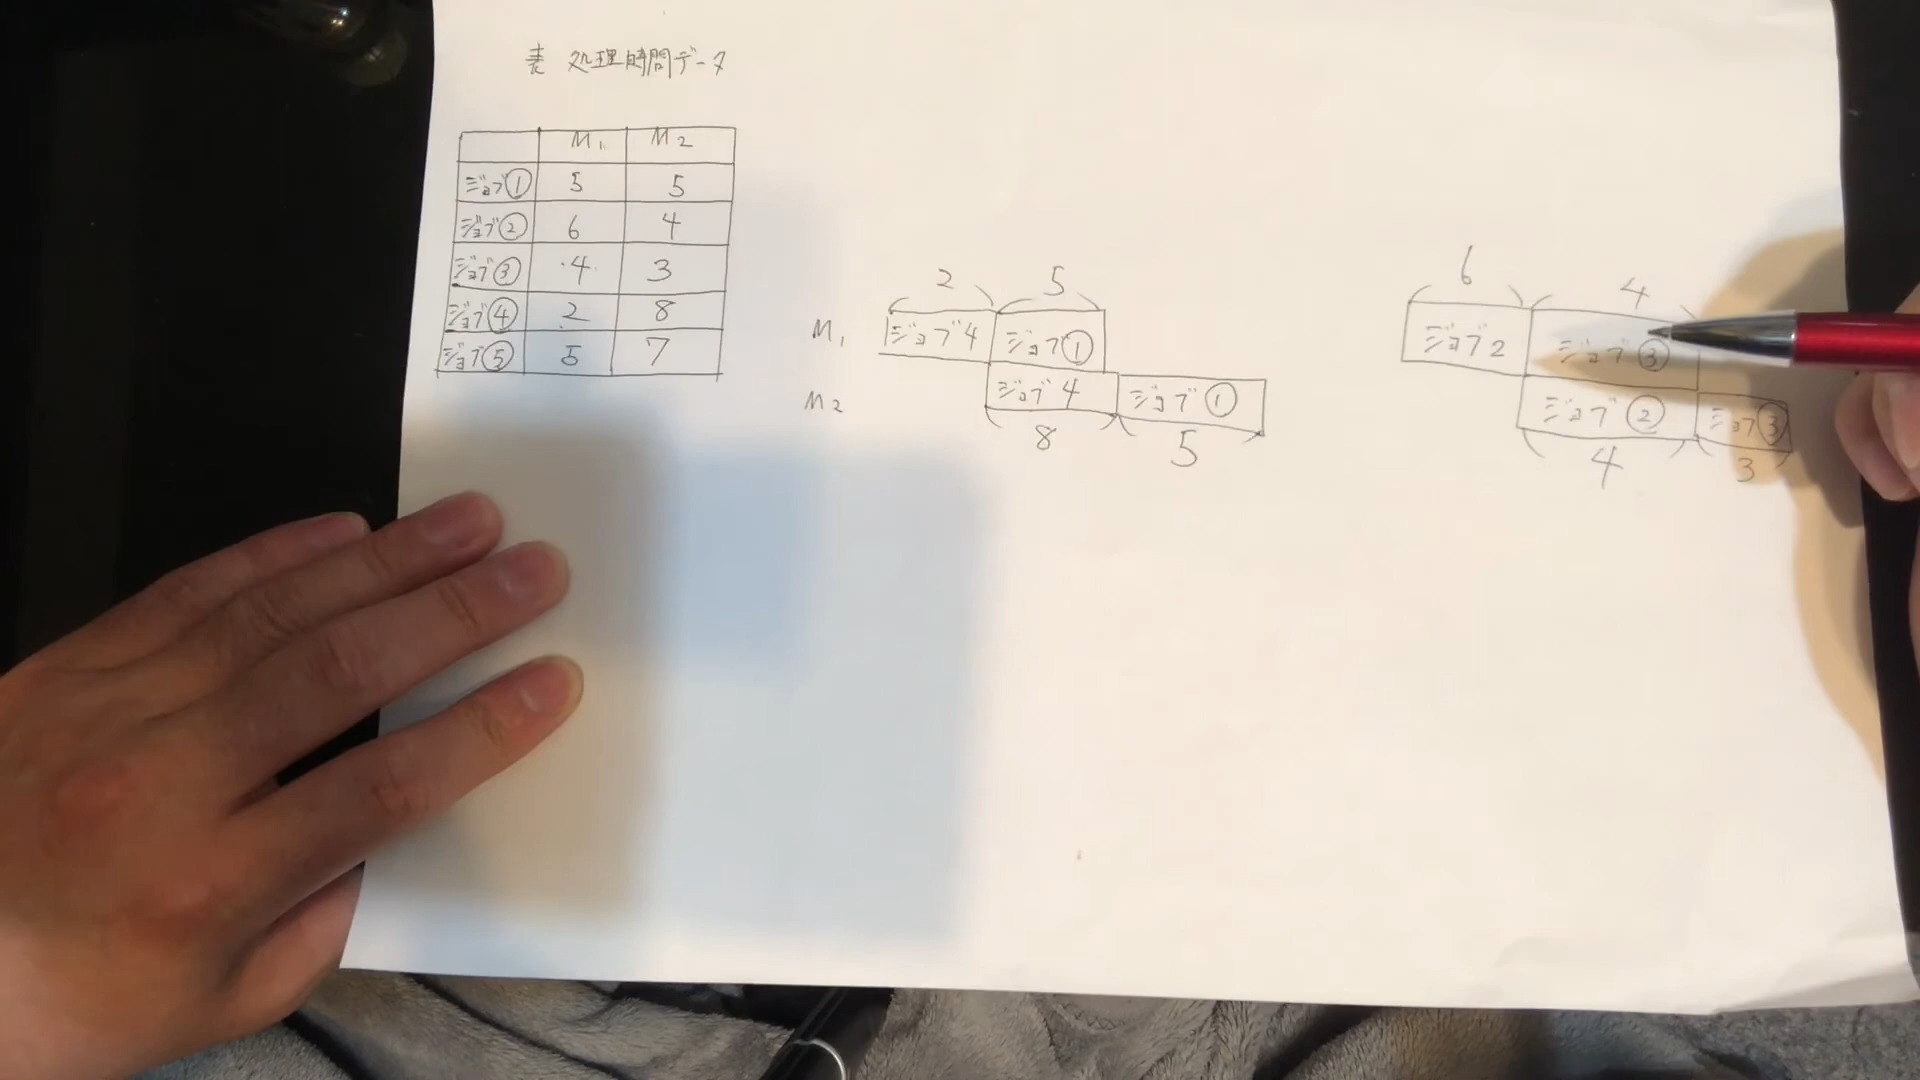 表 処理時間データ
M1 M2
ジョブ① 5 5
ジョブ② 6 4
ジョブ③ 4 3
ジョブ④ 2 8
ジョブ⑤ 5 7
2 5
M1 ジョブ4 ジョブ①
M2 ジョブ4 ジョブ①
8 5
6 4
ジョブ2 ジョブ③
ジョブ② ジョブ③
4 3